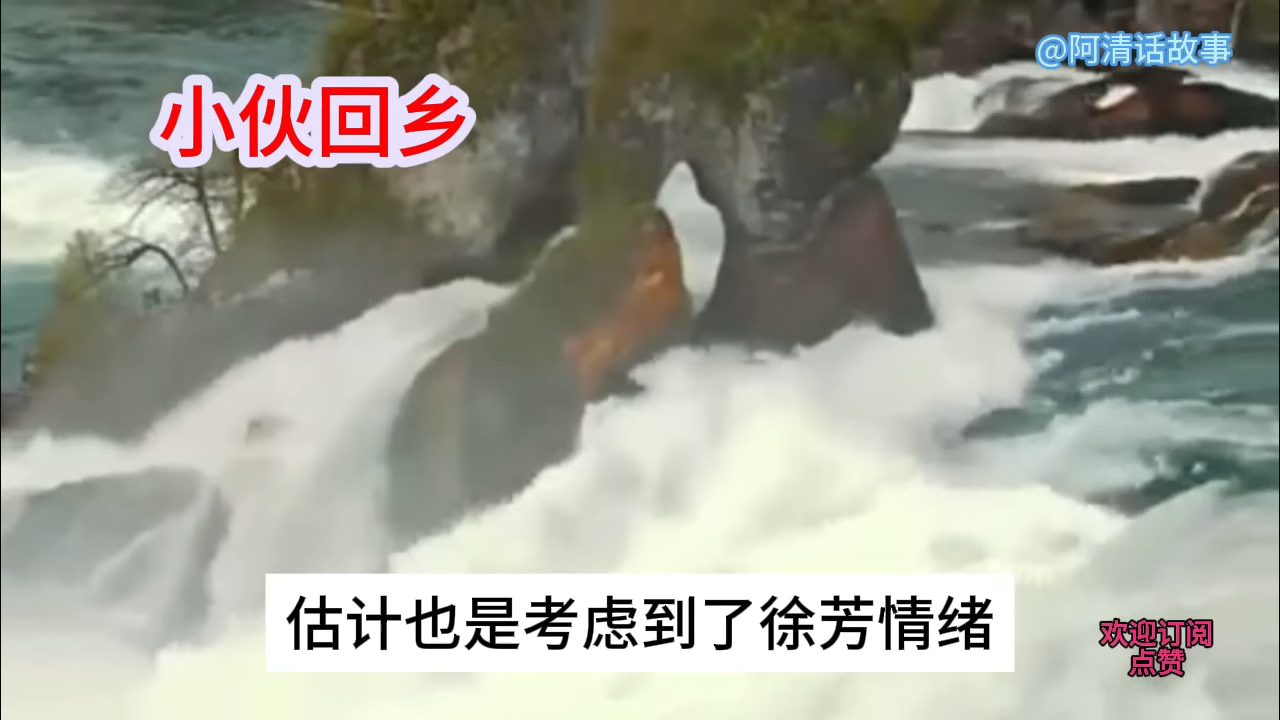 @阿清话故事
小伙回乡
估计也是考虑到了徐芳情绪
欢迎订阅
点赞